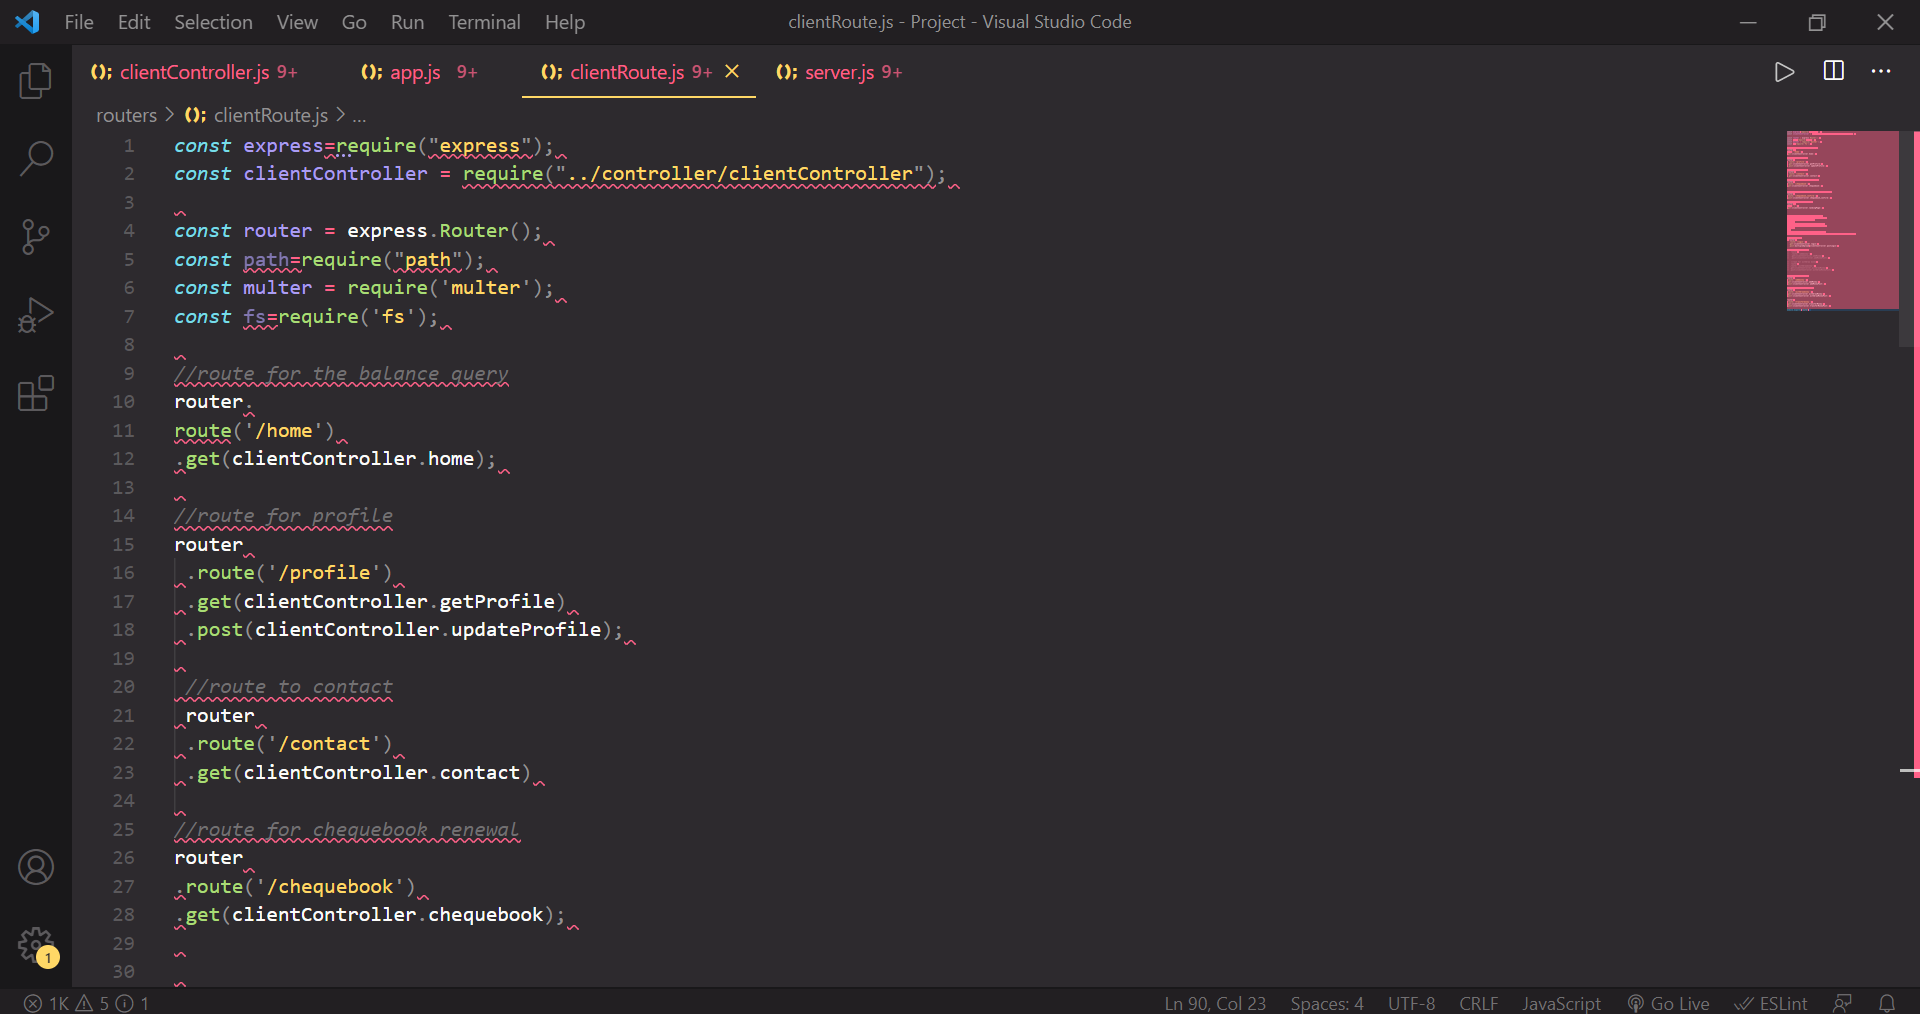 File Edit Selection View Go Run Terminal Help clientRoute.js - Project - Visual Studio Code
(); clientController.js 9+ (); app.js 9+ (); clientRoute.js 9+ (); server.js 9+
routers > (); clientRoute.js > ...
1 const express=require("express");
2 const clientController = require("../controller/clientController");
3
4 const router = express.Router();
5 const path=require("path");
6 const multer = require('multer');
7 const fs=require('fs');
8
9 //route for the balance query
10 router.
11 route('/home')
12 .get(clientController.home);
13
14 //route for profile
15 router
16 .route('/profile')
17 .get(clientController.getProfile)
18 .post(clientController.updateProfile);
19
20 //route to contact
21 router
22 .route('/contact')
23 .get(clientController.contact)
24
25 //route for chequebook renewal
26 router
27 .route('/chequebook')
28 .get(clientController.chequebook);
29
30
1
1K 5 1 Ln 90, Col 23 Spaces: 4 UTF-8 CRLF JavaScript Go Live ESLint